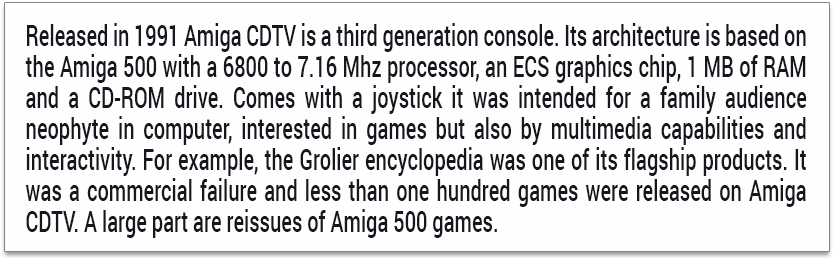 Released in 1991 Amiga CDTV is a third generation console. Its architecture is based on
the Amiga 500 with a 6800 to 7.16 Mhz processor, an ECS graphics chip, 1 MB of RAM
and a CD-ROM drive. Comes with a joystick it was intended for a family audience
neophyte in computer, interested in games but also by multimedia capabilities and
interactivity. For example, the Grolier encyclopedia was one of its flagship products. It
was a commercial failure and less than one hundred games were released on Amiga
CDTV. A large part are reissues of Amiga 500 games.